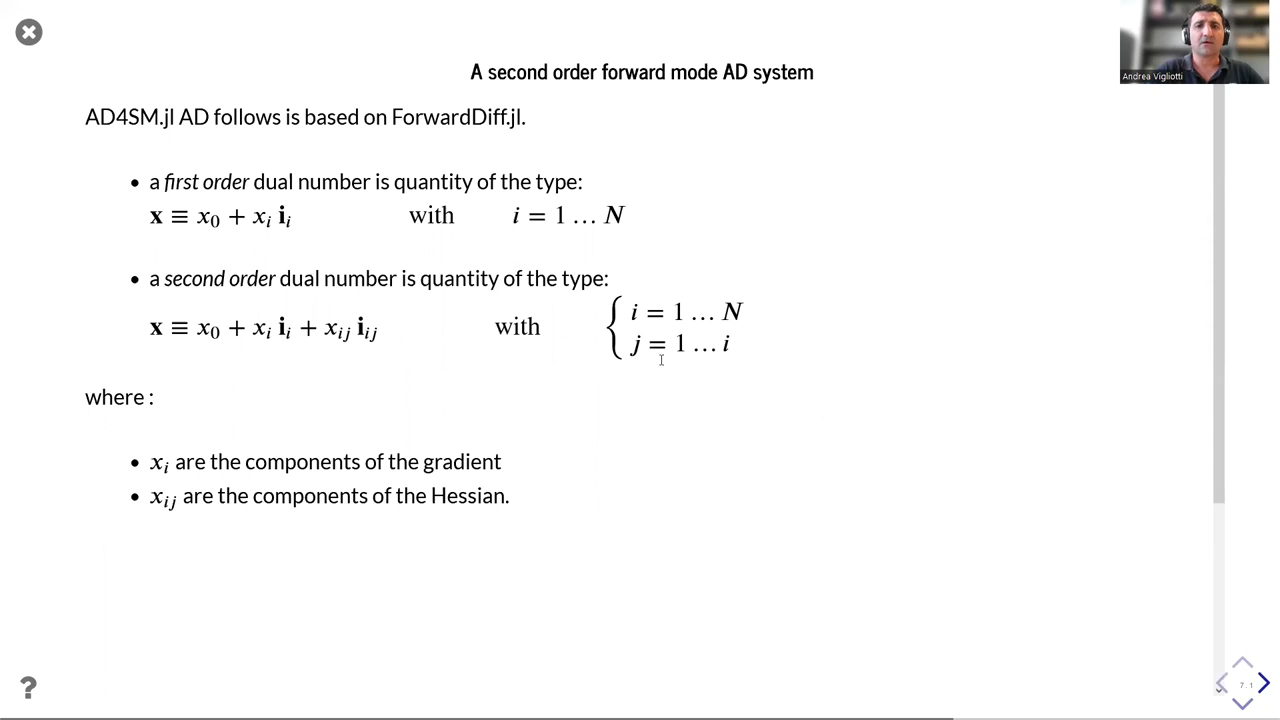 A second order forward mode AD system
Andrea Vigliotti
AD4SM.jl AD follows is based on ForwardDiff.jl.
• a first order dual number is quantity of the type:
𝐱 ≡ x₀ + xᵢ 𝐢ᵢ with i = 1 … N
• a second order dual number is quantity of the type:
𝐱 ≡ x₀ + xᵢ 𝐢ᵢ + xᵢⱼ 𝐢ᵢⱼ with { i = 1 … N
j = 1 … i
where :
• xᵢ are the components of the gradient
• xᵢⱼ are the components of the Hessian.
?
7.1